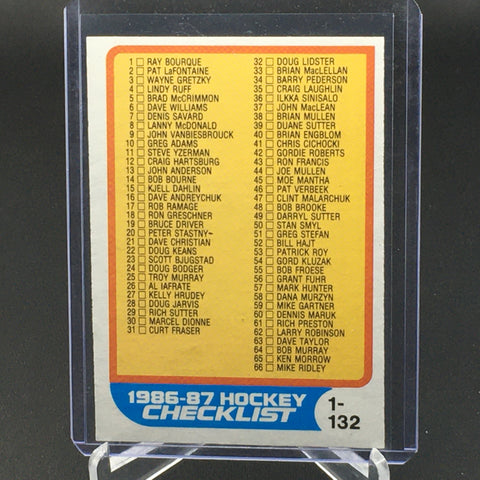 1 RAY BOURQUE
2 PAT LaFONTAINE
3 WAYNE GRETZKY
4 LINDY RUFF
5 BRAD McCRIMMON
6 DAVE WILLIAMS
7 DENIS SAVARD
8 LANNY McDONALD
9 JOHN VANBIESBROUCK
10 GREG ADAMS
11 STEVE YZERMAN
12 CRAIG HARTSBURG
13 JOHN ANDERSON
14 BOB BOURNE
15 KJELL DAHLIN
16 DAVE ANDREYCHUK
17 ROB RAMAGE
18 RON GRESCHNER
19 BRUCE DRIVER
20 PETER STASTNY
21 DAVE CHRISTIAN
22 DOUG KEANS
23 SCOTT BJUGSTAD
24 DOUG BODGER
25 TROY MURRAY
26 AL IAFRATE
27 KELLY HRUDEY
28 DOUG JARVIS
29 RICH SUTTER
30 MARCEL DIONNE
31 CURT FRASER
32 DOUG LIDSTER
33 BRIAN MacLELLAN
34 BARRY PEDERSON
35 CRAIG LAUGHLIN
36 ILKKA SINISALO
37 JOHN MacLEAN
38 BRIAN MULLEN
39 DUANE SUTTER
40 BRIAN ENGBLOM
41 CHRIS CICHOCKI
42 GORDIE ROBERTS
43 RON FRANCIS
44 JOE MULLEN
45 MOE MANTHA
46 PAT VERBEEK
47 CLINT MALARCHUK
48 BOB BROOKE
49 DARRYL SUTTER
50 STAN SMYL
51 GREG STEFAN
52 BILL HAJT
53 PATRICK ROY
54 GORD KLUZAK
55 BOB FROESE
56 GRANT FUHR
57 MARK HUNTER
58 DANA MURZYN
59 MIKE GARTNER
60 DENNIS MARUK
61 RICH PRESTON
62 LARRY ROBINSON
63 DAVE TAYLOR
64 BOB MURRAY
65 KEN MORROW
66 MIKE RIDLEY
1986-87 HOCKEY
CHECKLIST
1-
132